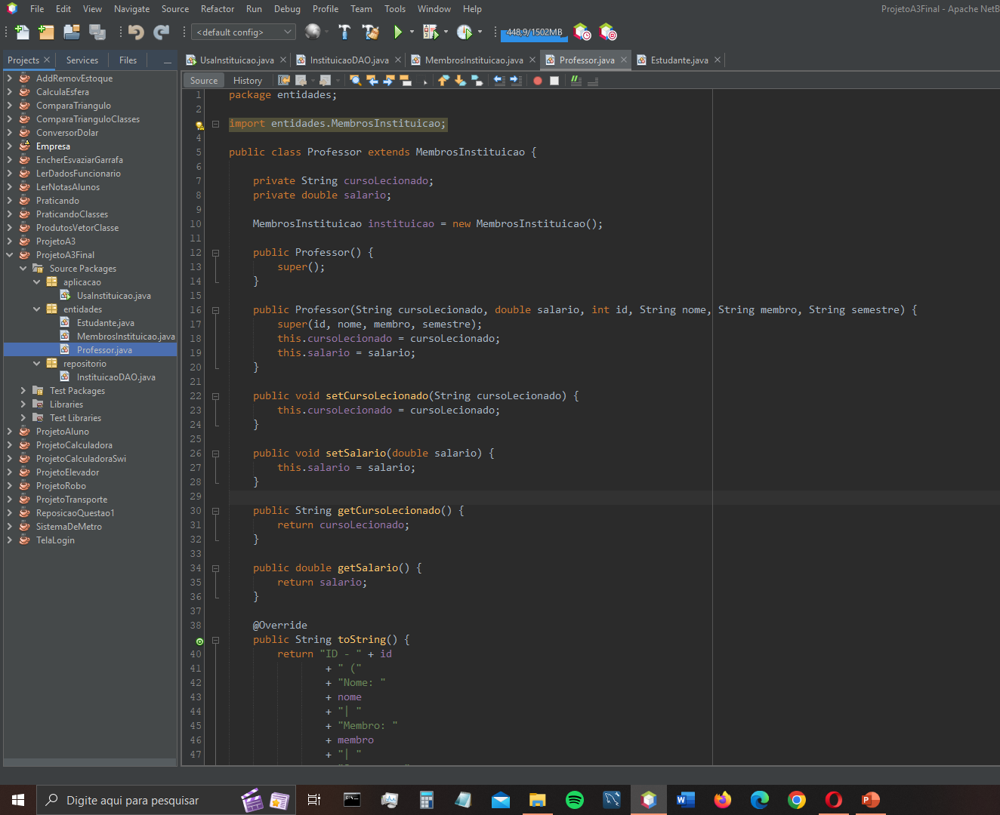 File Edit View Navigate Source Refactor Run Debug Profile Team Tools Window Help
ProjetoA3Final - Apache NetB
<default config>
448,9/1502MB
Projects
Services
Files
UsaInstituicao.java
InstituicaoDAO.java
MembrosInstituicao.java
Professor.java
Estudante.java
AddRemovEstoque
CalculaEsfera
ComparaTriangulo
ComparaTrianguloClasses
ConversorDolar
Empresa
EncherEsvaziarGarrafa
LerDadosFuncionario
LerNotasAlunos
Praticando
PraticandoClasses
ProdutosVetorClasse
ProjetoA3
ProjetoA3Final
Source Packages
aplicacao
UsaInstituicao.java
entidades
Estudante.java
MembrosInstituicao.java
Professor.java
repositorio
InstituicaoDAO.java
Test Packages
Libraries
Test Libraries
ProjetoAluno
ProjetoCalculadora
ProjetoCalculadoraSwi
ProjetoElevador
ProjetoRobo
ProjetoTransporte
ReposicaoQuestao1
SistemaDeMetro
TelaLogin
Source History
1 package entidades;
2
import entidades.MembrosInstituicao;
4
5 public class Professor extends MembrosInstituicao {
6
7 private String cursoLecionado;
8 private double salario;
9
10 MembrosInstituicao instituicao = new MembrosInstituicao();
11
12 public Professor() {
13 super();
14 }
15
16 public Professor(String cursoLecionado, double salario, int id, String nome, String membro, String semestre) {
17 super(id, nome, membro, semestre);
18 this.cursoLecionado = cursoLecionado;
19 this.salario = salario;
20 }
21
22 public void setCursoLecionado(String cursoLecionado) {
23 this.cursoLecionado = cursoLecionado;
24 }
25
26 public void setSalario(double salario) {
27 this.salario = salario;
28 }
29
30 public String getCursoLecionado() {
31 return cursoLecionado;
32 }
33
34 public double getSalario() {
35 return salario;
36 }
37
38 @Override
public String toString() {
40 return "ID - " + id
41 + " ("
42 + "Nome: "
43 + nome
44 + "| "
45 + "Membro: "
46 + membro
47 + "| "
Digite aqui para pesquisar